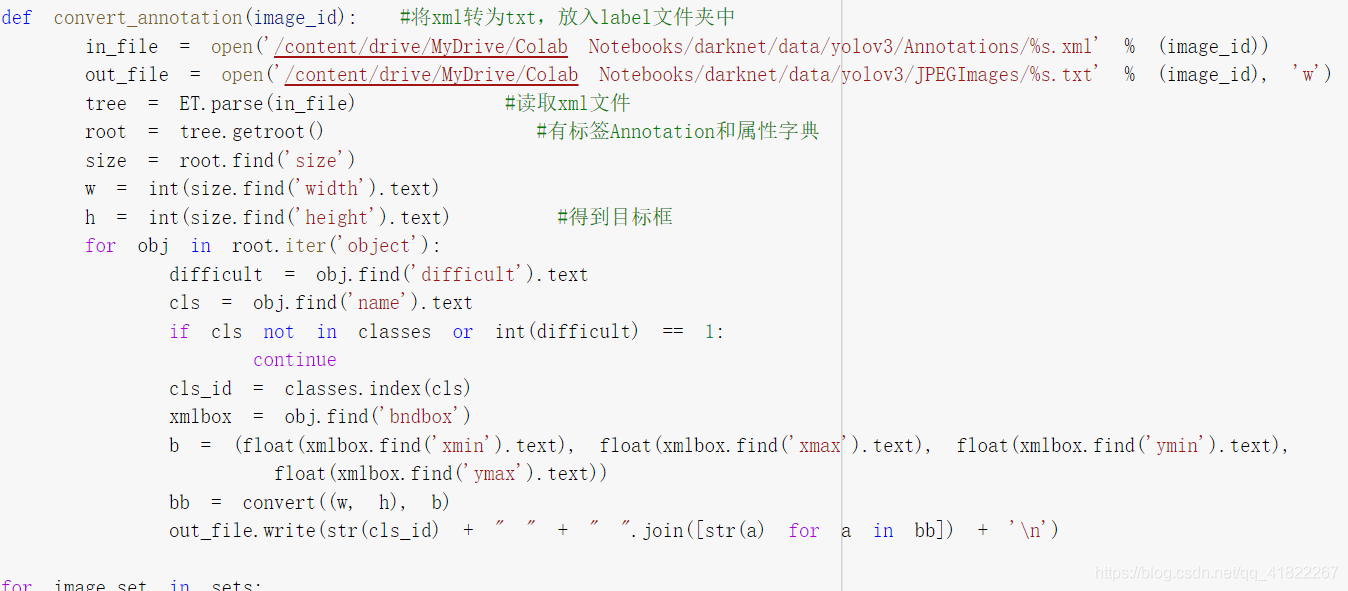 def convert_annotation(image_id): #将xml转为txt，放入label文件夹中
in_file = open('/content/drive/MyDrive/Colab Notebooks/darknet/data/yolov3/Annotations/%s.xml' % (image_id))
out_file = open('/content/drive/MyDrive/Colab Notebooks/darknet/data/yolov3/JPEGImages/%s.txt' % (image_id), 'w')
tree = ET.parse(in_file) #读取xml文件
root = tree.getroot() #有标签Annotation和属性字典
size = root.find('size')
w = int(size.find('width').text)
h = int(size.find('height').text) #得到目标框
for obj in root.iter('object'):
difficult = obj.find('difficult').text
cls = obj.find('name').text
if cls not in classes or int(difficult) == 1:
continue
cls_id = classes.index(cls)
xmlbox = obj.find('bndbox')
b = (float(xmlbox.find('xmin').text), float(xmlbox.find('xmax').text), float(xmlbox.find('ymin').text),
float(xmlbox.find('ymax').text))
bb = convert((w, h), b)
out_file.write(str(cls_id) + " " + " ".join([str(a) for a in bb]) + '\n')
for image_set in sets:
https://blog.csdn.net/qq_41822267